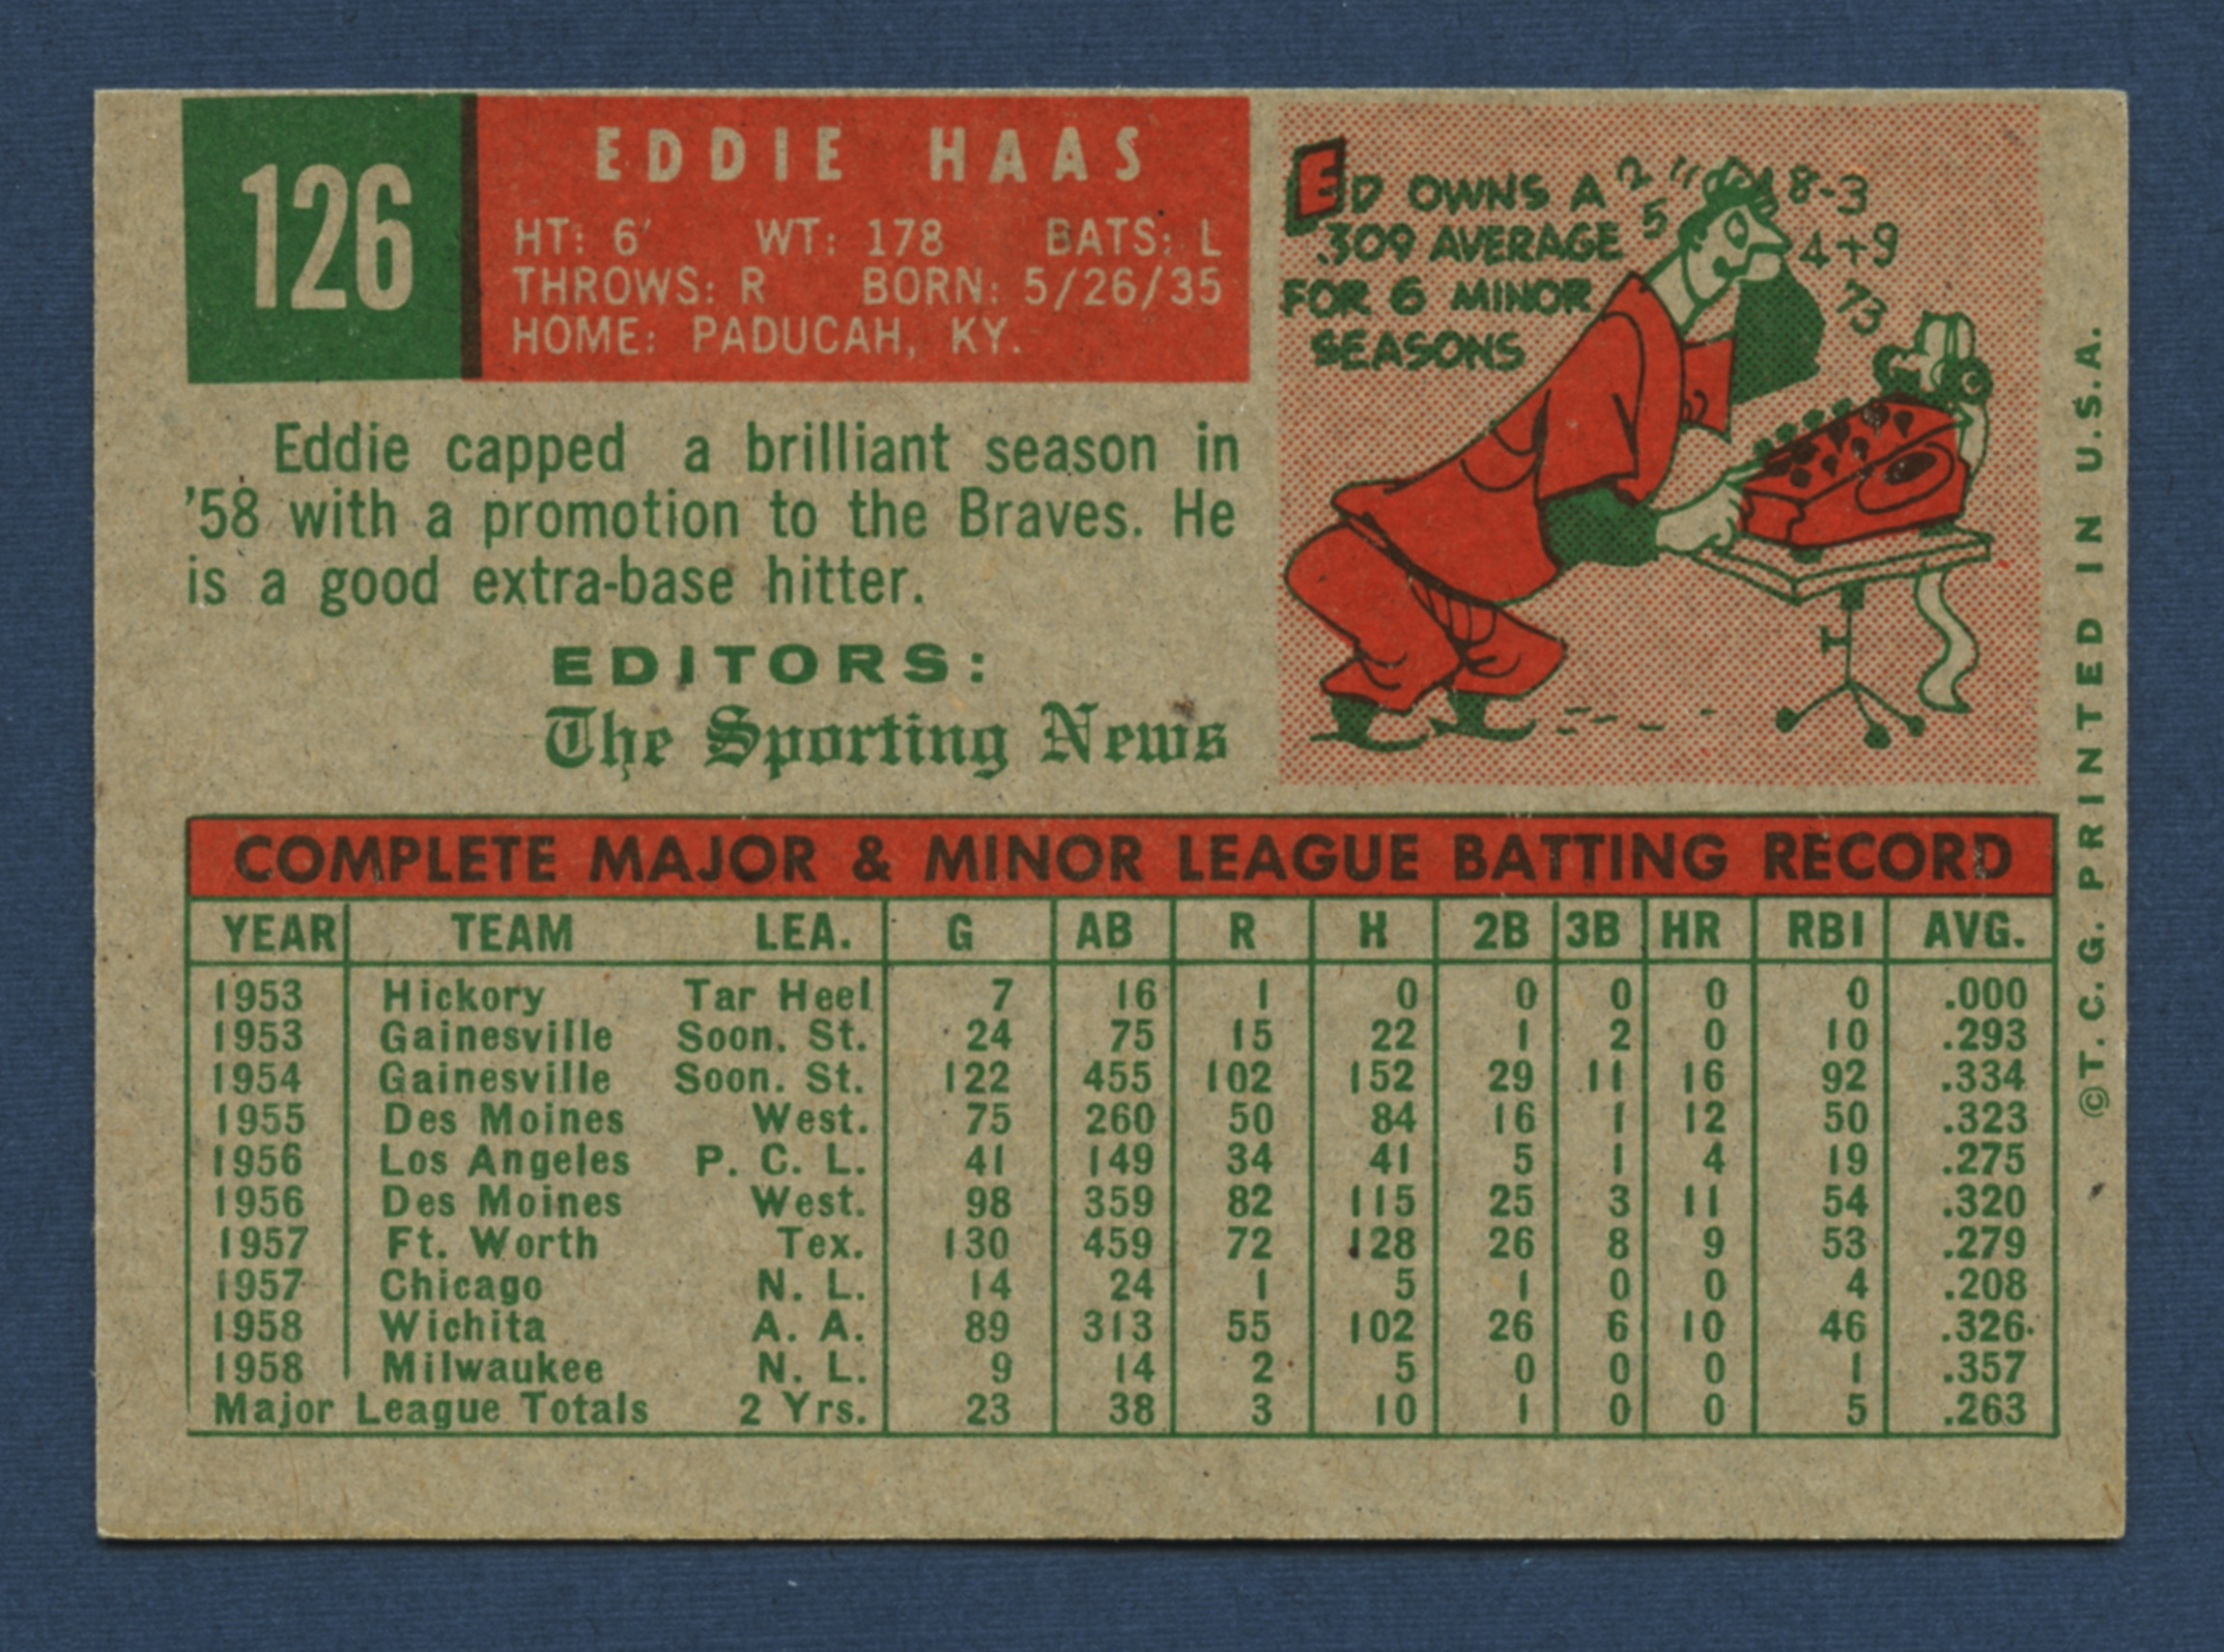 126
EDDIE HAAS
HT: 6' WT: 178 BATS: L
THROWS: R BORN: 5/26/35
HOME: PADUCAH, KY.
Eddie capped a brilliant season in
'58 with a promotion to the Braves. He
is a good extra-base hitter.
EDITORS:
The Sporting News
ED OWNS A
.309 AVERAGE
FOR 6 MINOR
SEASONS
2 11 8-3
5 4+9
73
COMPLETE MAJOR & MINOR LEAGUE BATTING RECORD
YEAR TEAM LEA. G AB R H 2B 3B HR RBI AVG.
1953 Hickory Tar Heel 7 16 1 0 0 0 0 0 .000
1953 Gainesville Soon. St. 24 75 15 22 1 2 0 10 .293
1954 Gainesville Soon. St. 122 455 102 152 29 11 16 92 .334
1955 Des Moines West. 75 260 50 84 16 1 12 50 .323
1956 Los Angeles P. C. L. 41 149 34 41 5 1 4 19 .275
1956 Des Moines West. 98 359 82 115 25 3 11 54 .320
1957 Ft. Worth Tex. 130 459 72 128 26 8 9 53 .279
1957 Chicago N. L. 14 24 1 5 1 0 0 4 .208
1958 Wichita A. A. 89 313 55 102 26 6 10 46 .326
1958 Milwaukee N. L. 9 14 2 5 0 0 0 1 .357
Major League Totals 2 Yrs. 23 38 3 10 1 0 0 5 .263
©T. C. G. PRINTED IN U.S.A.